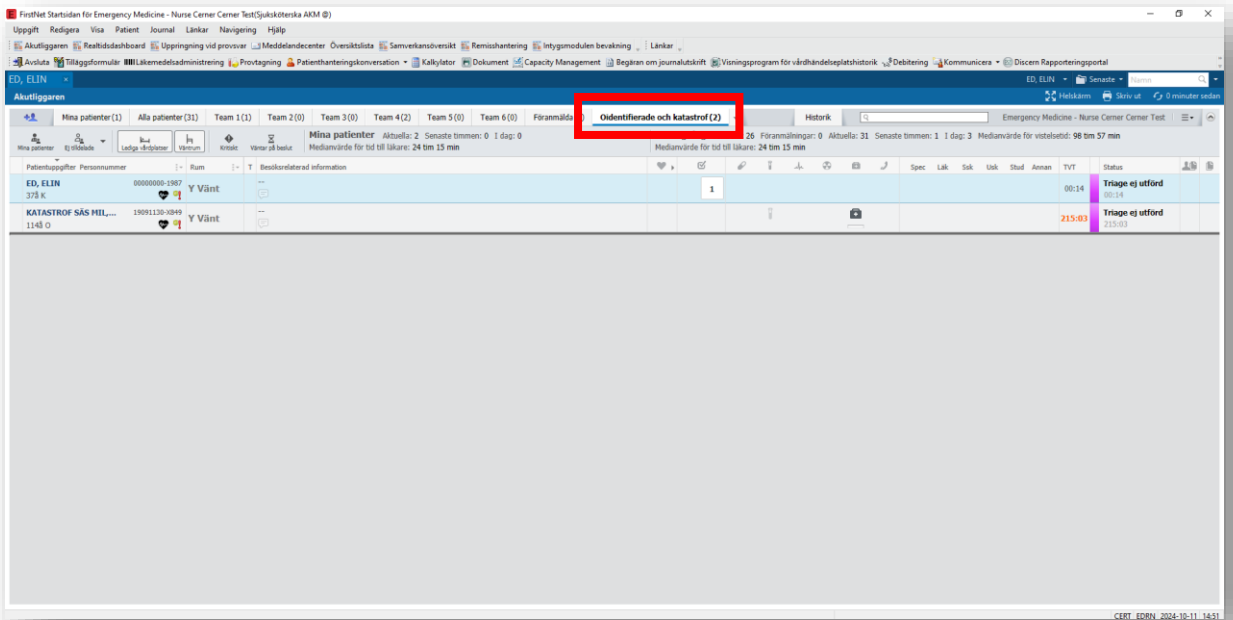 FirstNet Startsidan för Emergency Medicine - Nurse Cerner Cerner Test(Sjuksköterska AKM @)
Uppgift Redigera Visa Patient Journal Länkar Navigering Hjälp
Akutliggaren Realtidsdashboard Uppringning vid provsvar Meddelandecenter Översiktslista Samverkansöversikt Remisshantering Intygsmodulen bevakning Länkar
Avsluta Tilläggsformulär Läkemedelsadministrering Provtagning Patienthanteringskonversation Kalkylator Dokument Capacity Management Begäran om journalutskrift Visningsprogram för vårdhändelseplatshistorik Debitering Kommunicera Discern Rapporteringsportal
ED, ELIN × ED, ELIN Senaste Namn
Akutliggaren Helskärm Skriv ut 0 minuter sedan
Mina patienter (1) Alla patienter (31) Team 1 (1) Team 2 (0) Team 3 (0) Team 4 (2) Team 5 (0) Team 6 (0) Föranmälda Oidentifierade och katastrof (2) Historik Emergency Medicine - Nurse Cerner Cerner Test
Mina patienter Ej tilldelade Lediga vårdplatser Väntrum Kritiskt Väntar på beslut Mina patienter Aktuella: 2 Senaste timmen: 0 I dag: 0 26 Föranmälningar: 0 Aktuella: 31 Senaste timmen: 1 I dag: 3 Medianvärde för vistelsetid: 98 tim 57 min
Medianvärde för tid till läkare: 24 tim 15 min Medianvärde för tid till läkare: 24 tim 15 min
Patientuppgifter Personnummer Rum T Besöksrelaterad information Spec Läk Ssk Usk Stud Annan TVT Status
ED, ELIN 00000000-1987 Y Vänt -- 1 00:14 Triage ej utförd
37å K 00:14
KATASTROF SÄS MIL,... 19091130-X849 Y Vänt -- 215:03 Triage ej utförd
114å O 215:03
CERT EDRN 2024-10-11 14:51